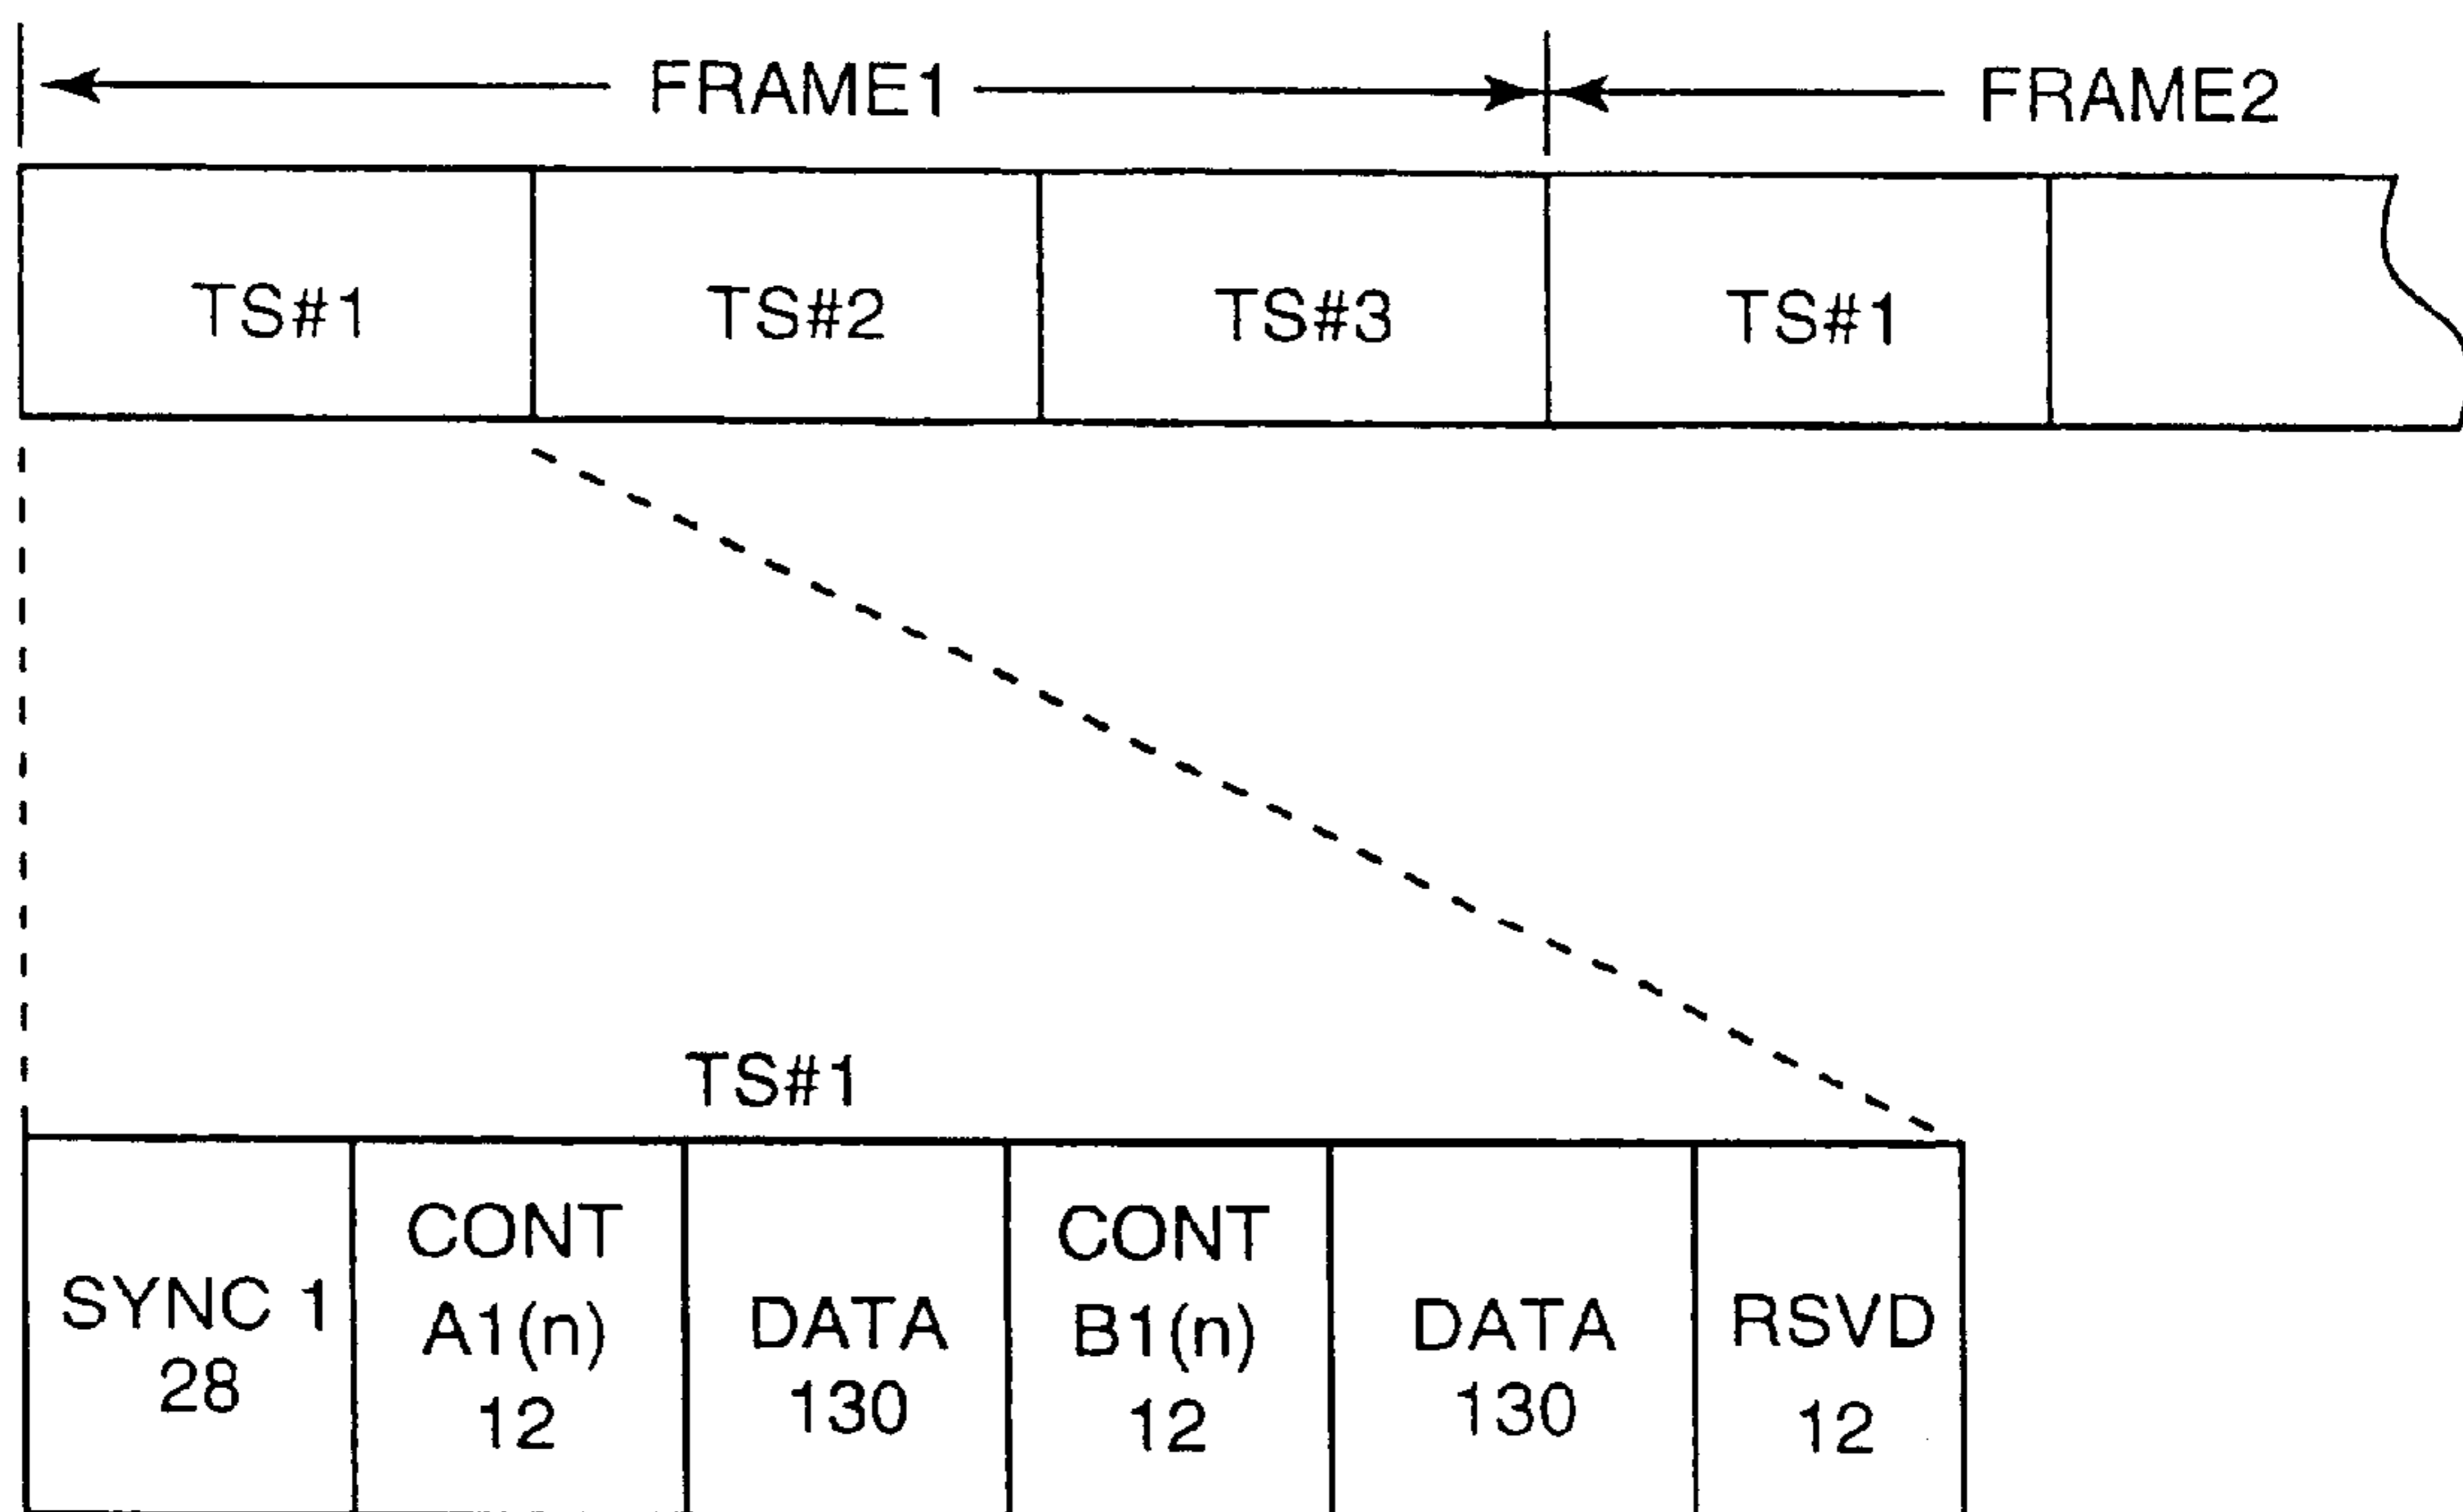 FRAME1 FRAME2
TS#1 TS#2 TS#3 TS#1
TS#1
SYNC 1
28
CONT
A1(n)
12
DATA
130
CONT
B1(n)
12
DATA
130
RSVD
12